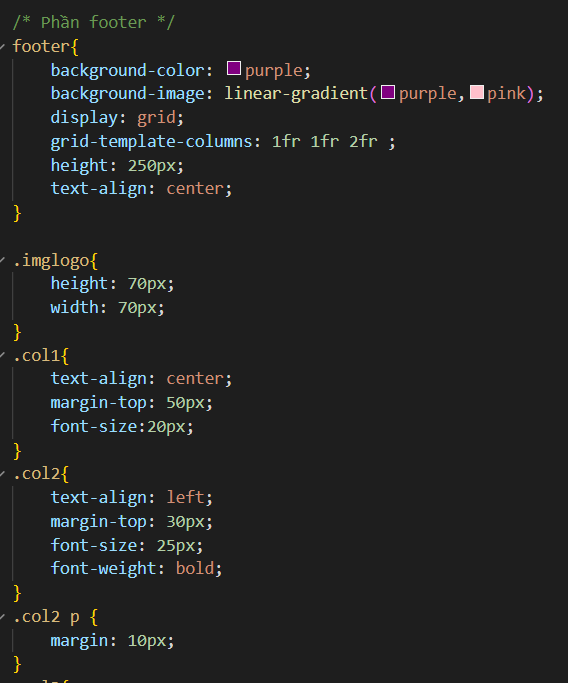 /* Phần footer */
footer{
    background-color: purple;
    background-image: linear-gradient(purple,pink);
    display: grid;
    grid-template-columns: 1fr 1fr 2fr ;
    height: 250px;
    text-align: center;
}
.imglogo{
    height: 70px;
    width: 70px;
}
.col1{
    text-align: center;
    margin-top: 50px;
    font-size:20px;
}
.col2{
    text-align: left;
    margin-top: 30px;
    font-size: 25px;
    font-weight: bold;
}
.col2 p {
    margin: 10px;
}